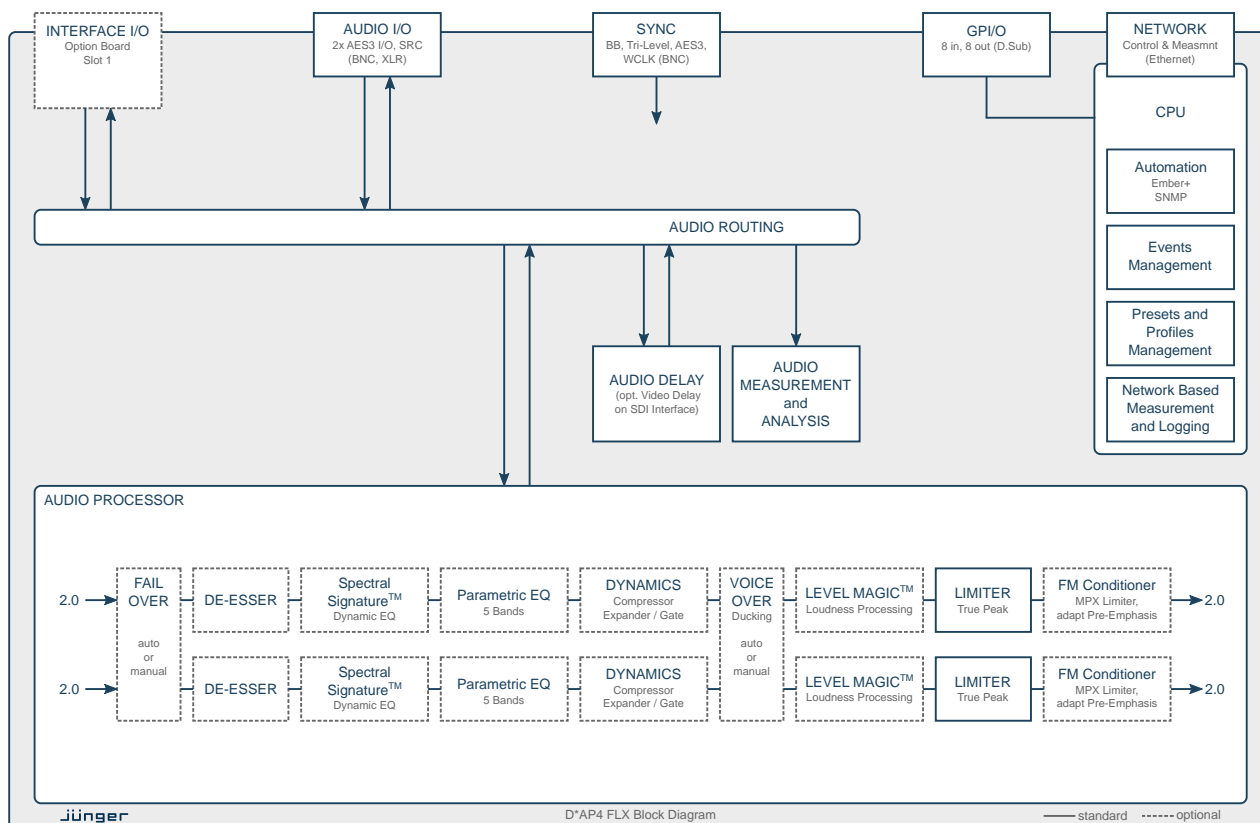 INTERFACE I/O
Option Board
Slot 1
AUDIO I/O
2x AES3 I/O, SRC
(BNC, XLR)
SYNC
BB, Tri-Level, AES3,
WCLK (BNC)
GPI/O
8 in, 8 out (D.Sub)
NETWORK
Control & Measmnt
(Ethernet)
CPU
Automation
Ember+
SNMP
Events
Management
Presets and
Profiles
Management
Network Based
Measurement
and Logging
AUDIO ROUTING
AUDIO DELAY
(opt. Video Delay
on SDI Interface)
AUDIO
MEASUREMENT
and
ANALYSIS
AUDIO PROCESSOR
2.0
FAIL
OVER
auto
or
manual
DE-ESSER
Spectral
Signature™
Dynamic EQ
Parametric EQ
5 Bands
DYNAMICS
Compressor
Expander / Gate
VOICE
OVER
Ducking
auto
or
manual
LEVEL MAGIC™
Loudness Processing
LIMITER
True Peak
FM Conditioner
MPX Limiter,
adapt Pre-Emphasis
2.0
2.0
DE-ESSER
Spectral
Signature™
Dynamic EQ
Parametric EQ
5 Bands
DYNAMICS
Compressor
Expander / Gate
LEVEL MAGIC™
Loudness Processing
LIMITER
True Peak
FM Conditioner
MPX Limiter,
adapt Pre-Emphasis
2.0
jünger
D*AP4 FLX Block Diagram
standard
optional